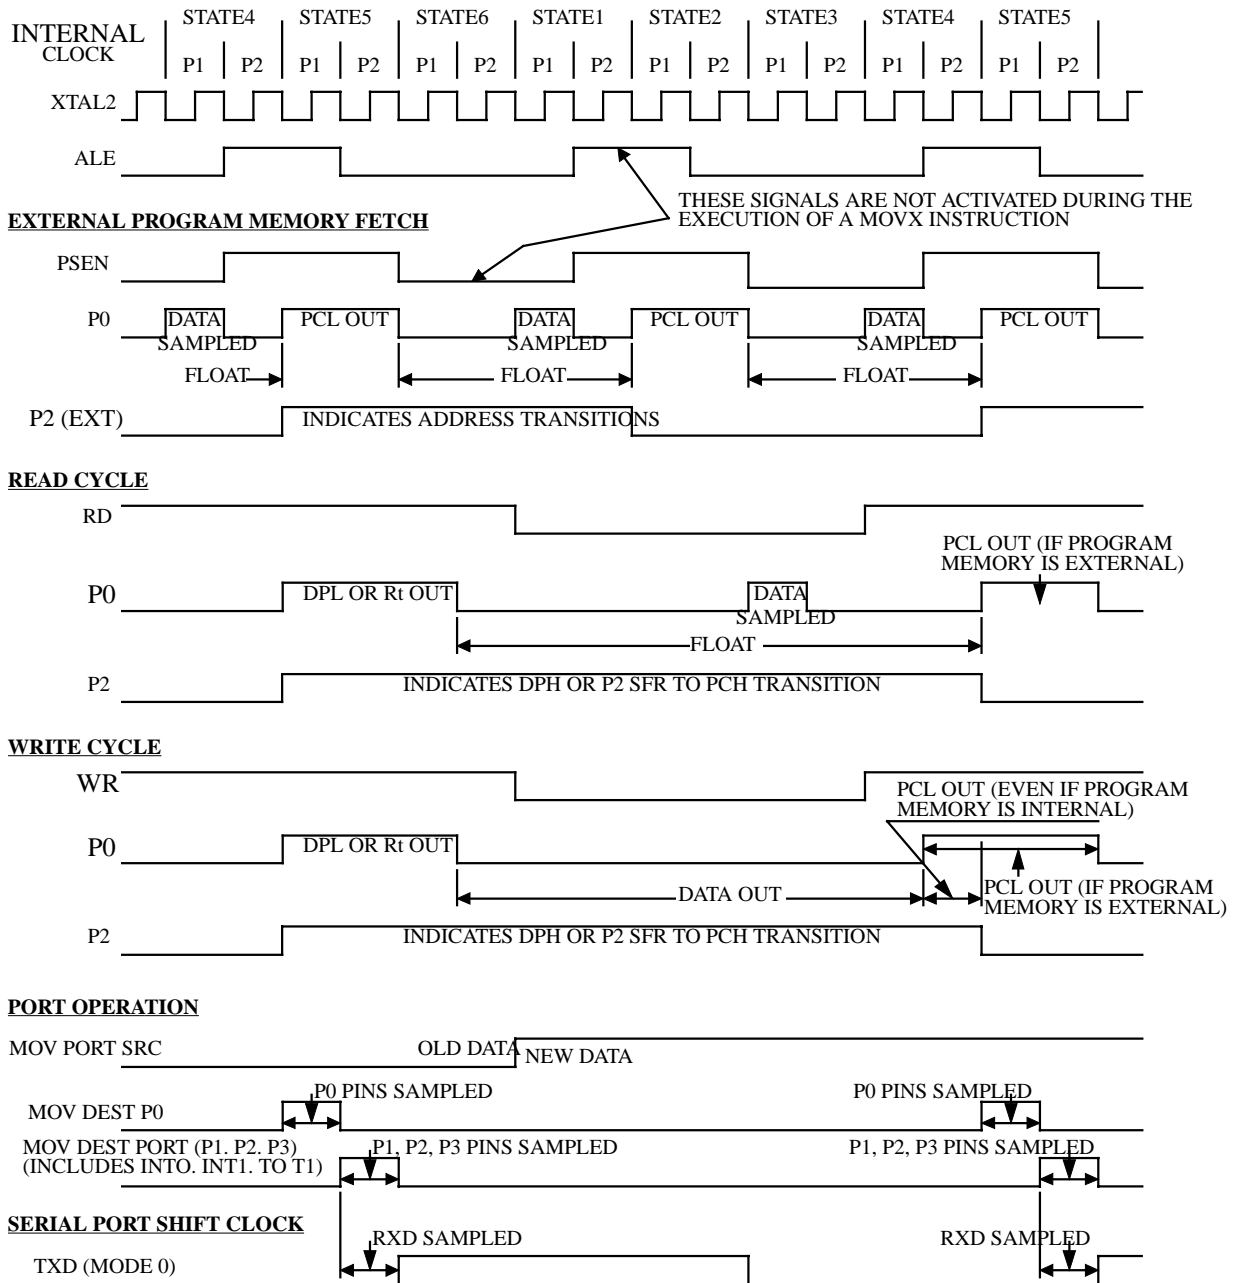 STATE4 STATE5 STATE6 STATE1 STATE2 STATE3 STATE4 STATE5
INTERNAL
CLOCK
P1 P2 P1 P2 P1 P2 P1 P2 P1 P2 P1 P2 P1 P2 P1 P2
XTAL2
ALE
THESE SIGNALS ARE NOT ACTIVATED DURING THE
EXECUTION OF A MOVX INSTRUCTION
EXTERNAL PROGRAM MEMORY FETCH
PSEN
P0 DATA PCL OUT DATA PCL OUT DATA PCL OUT
SAMPLED SAMPLED SAMPLED
FLOAT FLOAT FLOAT
P2 (EXT) INDICATES ADDRESS TRANSITIONS
READ CYCLE
RD
PCL OUT (IF PROGRAM
MEMORY IS EXTERNAL)
P0 DPL OR Rt OUT DATA
SAMPLED
FLOAT
P2 INDICATES DPH OR P2 SFR TO PCH TRANSITION
WRITE CYCLE
WR
PCL OUT (EVEN IF PROGRAM
MEMORY IS INTERNAL)
P0 DPL OR Rt OUT
DATA OUT
PCL OUT (IF PROGRAM
MEMORY IS EXTERNAL)
P2 INDICATES DPH OR P2 SFR TO PCH TRANSITION
PORT OPERATION
MOV PORT SRC OLD DATA NEW DATA
P0 PINS SAMPLED P0 PINS SAMPLED
MOV DEST P0
MOV DEST PORT (P1. P2. P3) P1, P2, P3 PINS SAMPLED P1, P2, P3 PINS SAMPLED
(INCLUDES INTO. INT1. TO T1)
SERIAL PORT SHIFT CLOCK
RXD SAMPLED RXD SAMPLED
TXD (MODE 0)